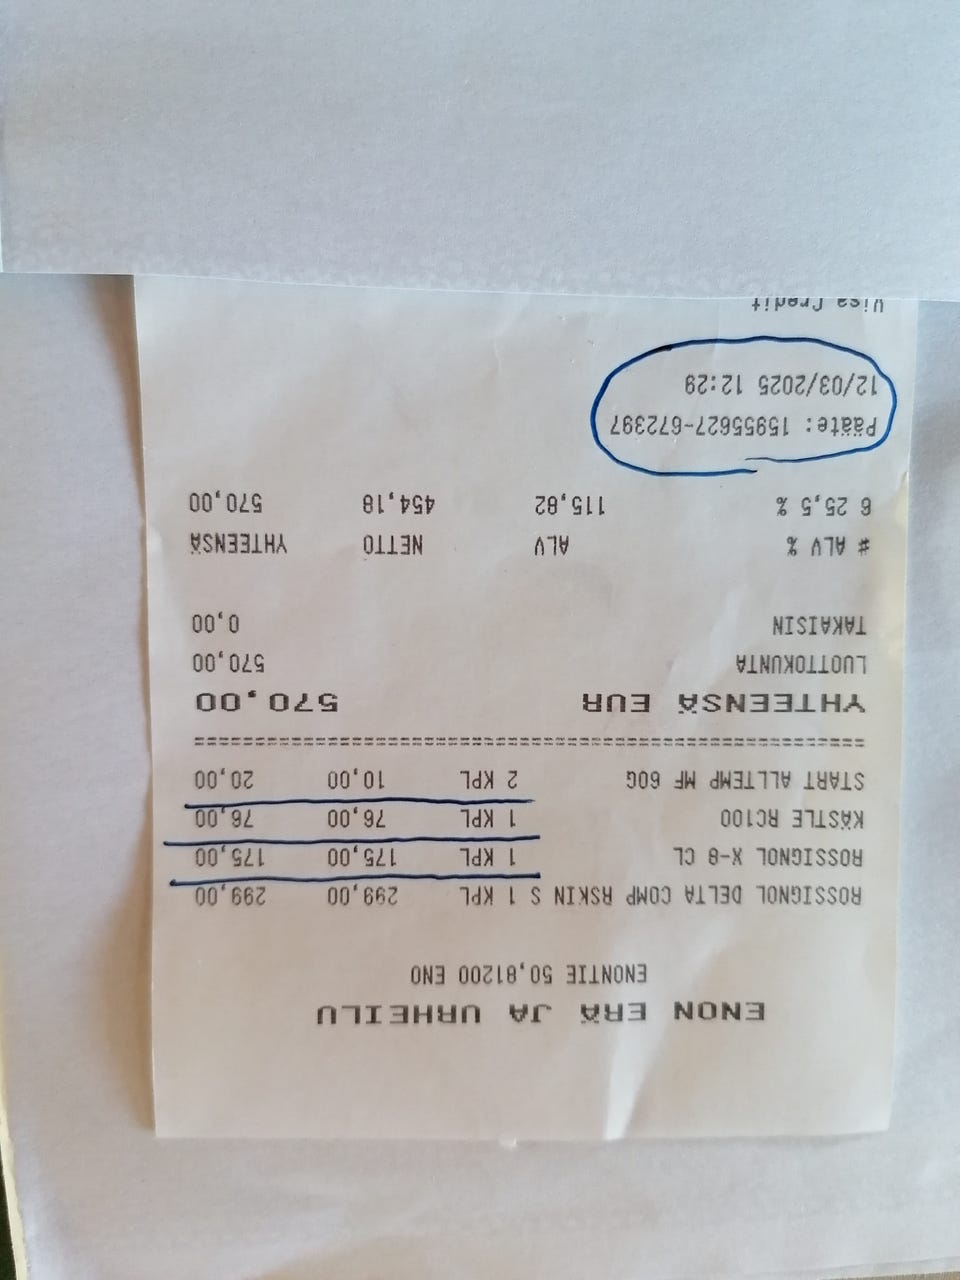 ENON ERÄ JA URHEILU
ENONTIE 50,81200 ENO
ROSSIGNOL DELTA COMP RSKIN S 1 KPL 299,00 299,00
ROSSIGNOL X-8 CL 1 KPL 175,00 175,00
KÄSTLE RC100 1 KPL 76,00 76,00
START ALLTEMP MF 60G 2 KPL 10,00 20,00
YHTEENSÄ EUR 570,00
LUOTTOKUNTA 570,00
TAKAISIN 0,00
# ALV % ALV NETTO YHTEENSÄ
6 25,5 % 115,82 454,18 570,00
Pääte: 15955627-672397
12/03/2025 12:29
Visa Credit